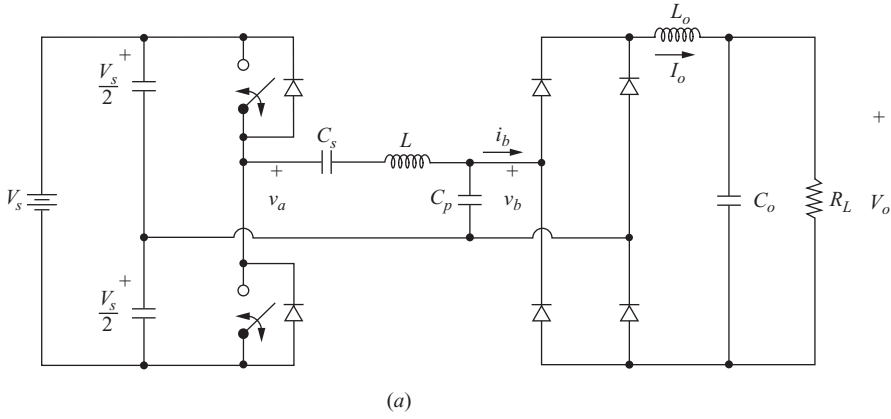 L_o
I_o
+
V_s/2
C_s
L
i_b
+
V_s
+
v_a
C_p
+
v_b
C_o
R_L
V_o
+
V_s/2
(a)